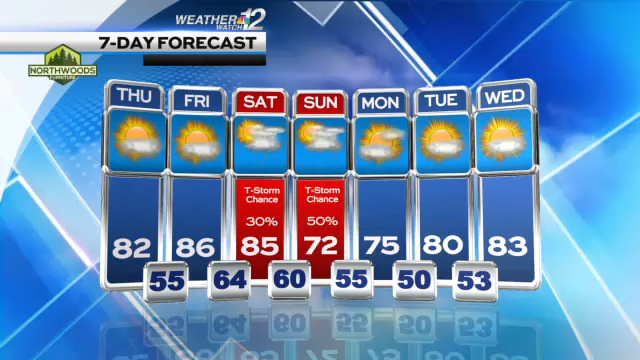 WEATHER 12
WATCH
7-DAY FORECAST
NORTHWOODS
FURNITURE
THU FRI SAT SUN MON TUE WED
T-Storm T-Storm
Chance Chance
30% 50%
82 86 85 72 75 80 83
55 64 60 55 50 53